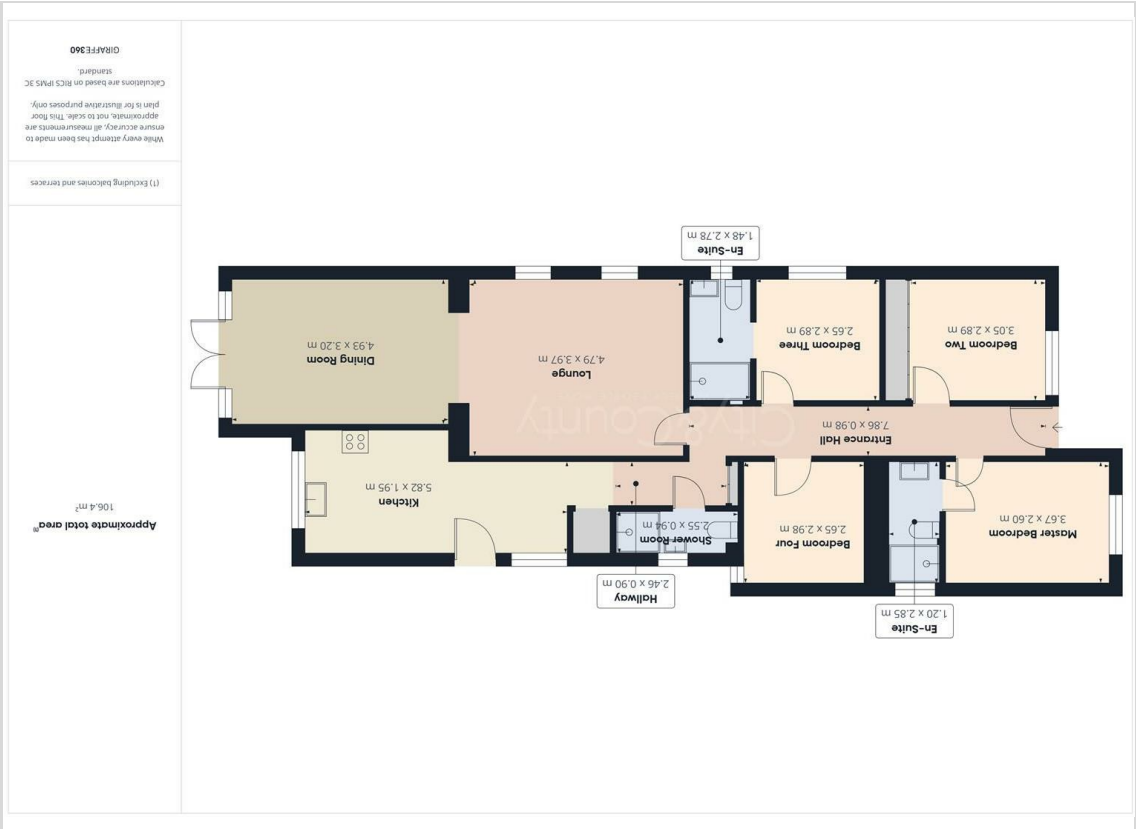 En-Suite
1.20 x 2.85 m
Hallway
2.46 x 0.90 m
Master Bedroom
3.67 x 2.60 m
Bedroom Four
2.65 x 2.98 m
Shower Room
2.55 x 0.94 m
Kitchen
5.82 x 1.95 m
Entrance Hall
7.86 x 0.98 m
City&County
Bedroom Two
3.05 x 2.89 m
Bedroom Three
2.65 x 2.89 m
Lounge
4.79 x 3.97 m
Dining Room
4.93 x 3.20 m
En-Suite
1.48 x 2.78 m
Approximate total area⁽¹⁾
106.4 m²
(1) Excluding balconies and terraces
While every attempt has been made to
ensure accuracy, all measurements are
approximate, not to scale. This floor
plan is for illustrative purposes only.
Calculations are based on RICS IPMS 3C
standard.
GIRAFFE360